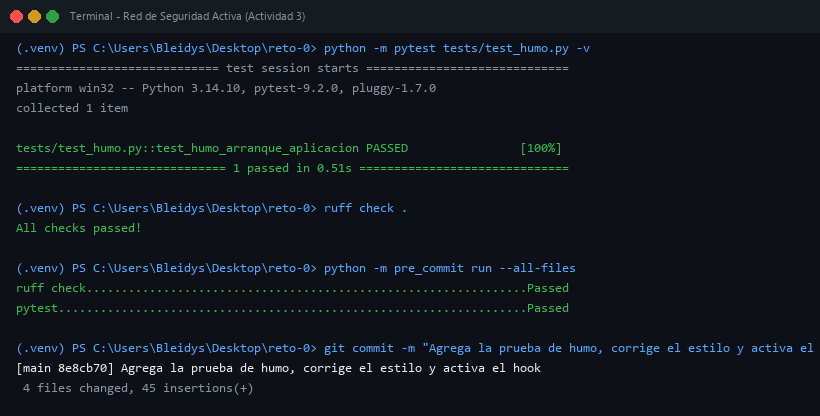 Terminal - Red de Seguridad Activa (Actividad 3)
(.venv) PS C:\Users\Bleidys\Desktop\reto-0> python -m pytest tests/test_humo.py -v
============================= test session starts =============================
platform win32 -- Python 3.14.10, pytest-9.2.0, pluggy-1.7.0
collected 1 item
tests/test_humo.py::test_humo_arranque_aplicacion PASSED                [100%]
============================== 1 passed in 0.51s ==============================
(.venv) PS C:\Users\Bleidys\Desktop\reto-0> ruff check .
All checks passed!
(.venv) PS C:\Users\Bleidys\Desktop\reto-0> python -m pre_commit run --all-files
ruff check...............................................................Passed
pytest...................................................................Passed
(.venv) PS C:\Users\Bleidys\Desktop\reto-0> git commit -m "Agrega la prueba de humo, corrige el estilo y activa el
[main 8e8cb70] Agrega la prueba de humo, corrige el estilo y activa el hook
 4 files changed, 45 insertions(+)